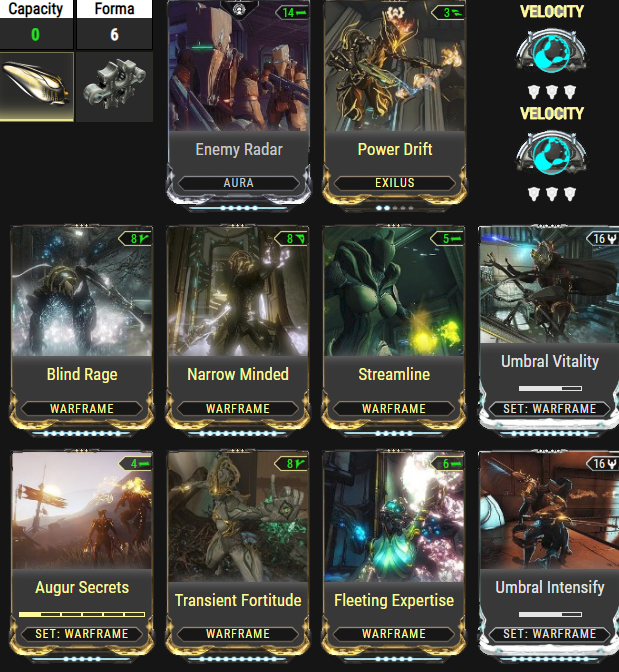 Capacity
Forma
0
6
14
Enemy Radar
AURA
3
Power Drift
EXILUS
VELOCITY
VELOCITY
8
Blind Rage
WARFRAME
8
Narrow Minded
WARFRAME
5
Streamline
WARFRAME
16
Umbral Vitality
SET: WARFRAME
4
Augur Secrets
SET: WARFRAME
8
Transient Fortitude
WARFRAME
6
Fleeting Expertise
WARFRAME
16
Umbral Intensify
SET: WARFRAME